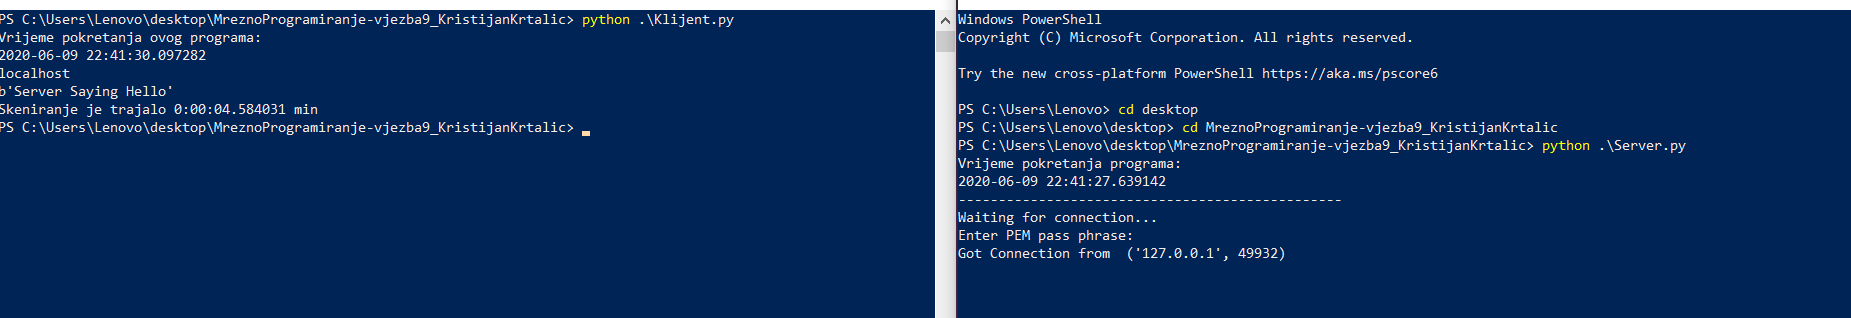 PS C:\Users\Lenovo\desktop\MreznoProgramiranje-vjezba9_KristijanKrtalic> python .\Klijent.py
Vrijeme pokretanja ovog programa:
2020-06-09 22:41:30.097282
localhost
b'Server Saying Hello'
Skeniranje je trajalo 0:00:04.584031 min
PS C:\Users\Lenovo\desktop\MreznoProgramiranje-vjezba9_KristijanKrtalic>
Windows PowerShell
Copyright (C) Microsoft Corporation. All rights reserved.
Try the new cross-platform PowerShell https://aka.ms/pscore6
PS C:\Users\Lenovo> cd desktop
PS C:\Users\Lenovo\desktop> cd MreznoProgramiranje-vjezba9_KristijanKrtalic
PS C:\Users\Lenovo\desktop\MreznoProgramiranje-vjezba9_KristijanKrtalic> python .\Server.py
Vrijeme pokretanja programa:
2020-06-09 22:41:27.639142
------------------------------------------------
Waiting for connection...
Enter PEM pass phrase:
Got Connection from  ('127.0.0.1', 49932)